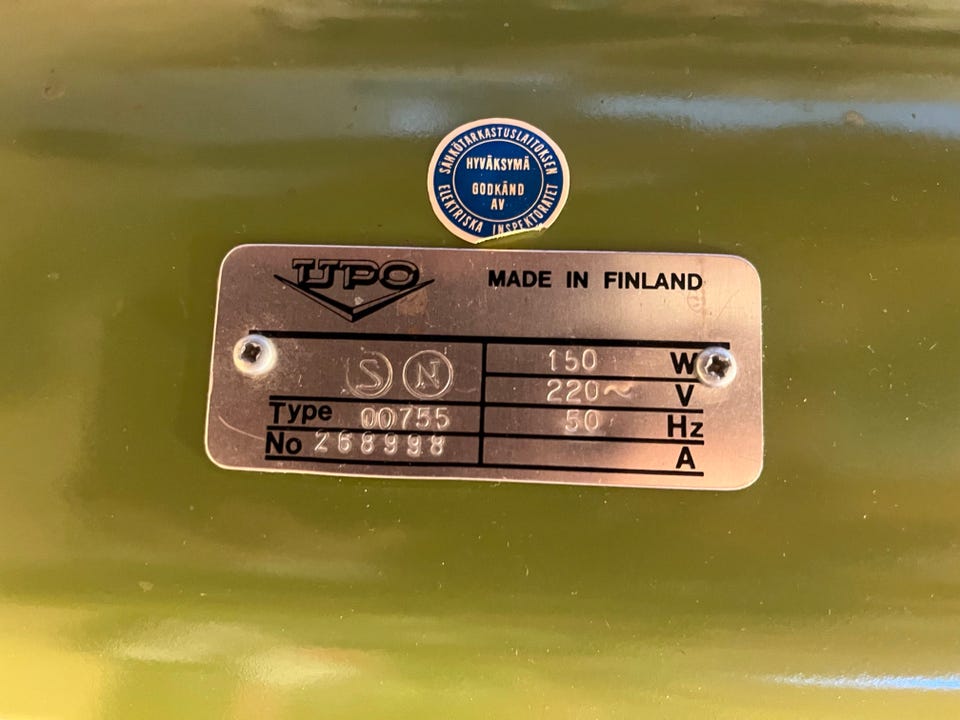 SÄHKÖTARKASTUSLAITOKSEN
HYVÄKSYMÄ
GODKÄND
AV
ELEKTRISKA INSPEKTORATET
UPO MADE IN FINLAND
S N 150 W
220~ V
Type 00755 50 Hz
No 268998 A